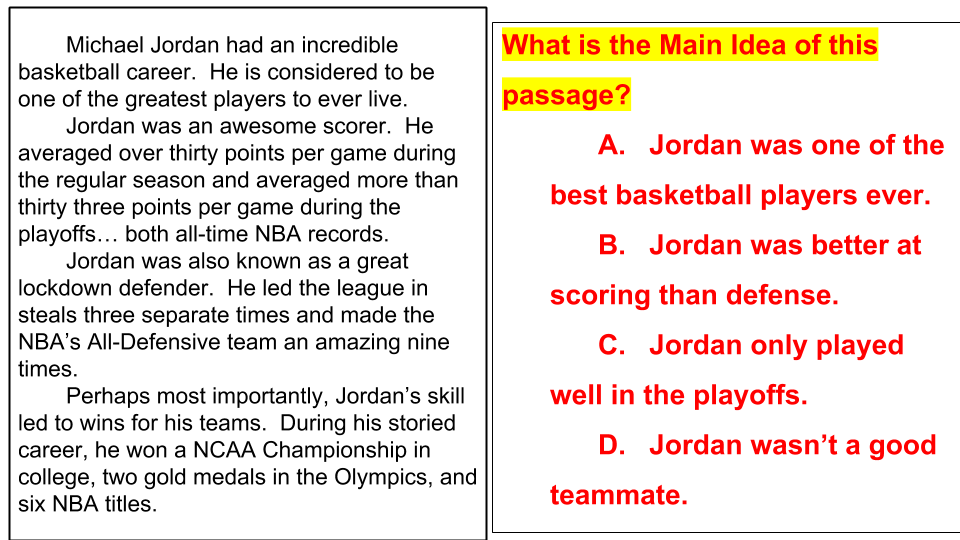 Michael Jordan had an incredible
basketball career.  He is considered to be
one of the greatest players to ever live.
Jordan was an awesome scorer.  He
averaged over thirty points per game during
the regular season and averaged more than
thirty three points per game during the
playoffs… both all-time NBA records.
Jordan was also known as a great
lockdown defender.  He led the league in
steals three separate times and made the
NBA’s All-Defensive team an amazing nine
times.
Perhaps most importantly, Jordan’s skill
led to wins for his teams.  During his storied
career, he won a NCAA Championship in
college, two gold medals in the Olympics, and
six NBA titles.
What is the Main Idea of this
passage?
A.   Jordan was one of the
best basketball players ever.
B.   Jordan was better at
scoring than defense.
C.   Jordan only played
well in the playoffs.
D.   Jordan wasn’t a good
teammate.